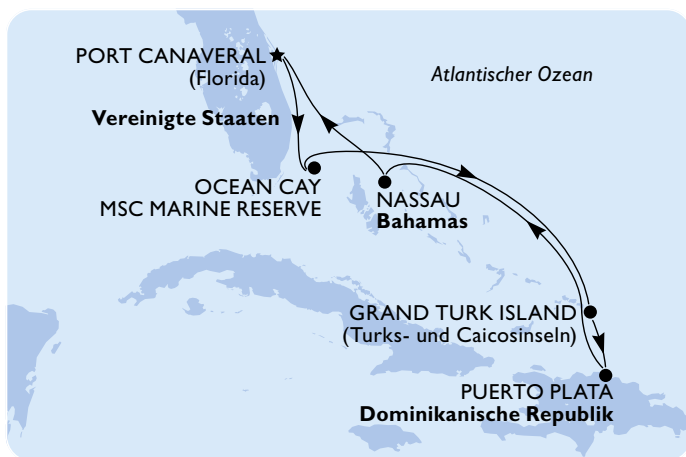 PORT CANAVERAL
(Florida)
Atlantischer Ozean
Vereinigte Staaten
OCEAN CAY
MSC MARINE RESERVE
NASSAU
Bahamas
GRAND TURK ISLAND
(Turks- und Caicosinseln)
PUERTO PLATA
Dominikanische Republik